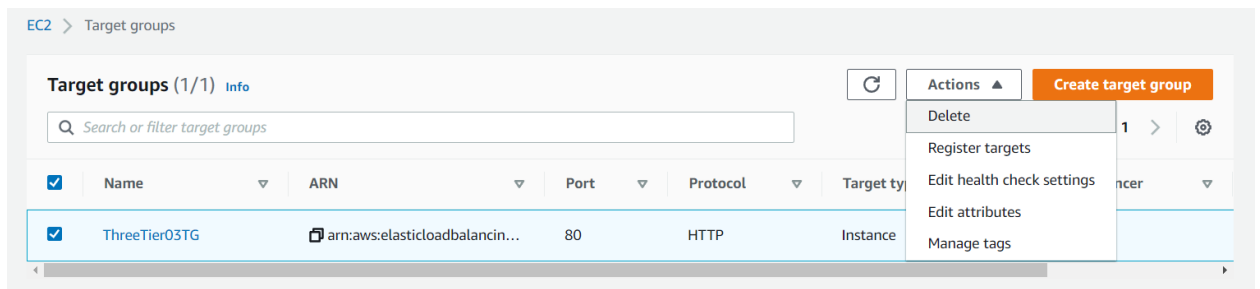 EC2 > Target groups
Target groups (1/1) Info
Actions
Create target group
Search or filter target groups
Delete
1
Register targets
Edit health check settings
Edit attributes
Manage tags
Name ARN Port Protocol Target ty ncer
ThreeTier03TG arn:aws:elasticloadbalancin... 80 HTTP Instance